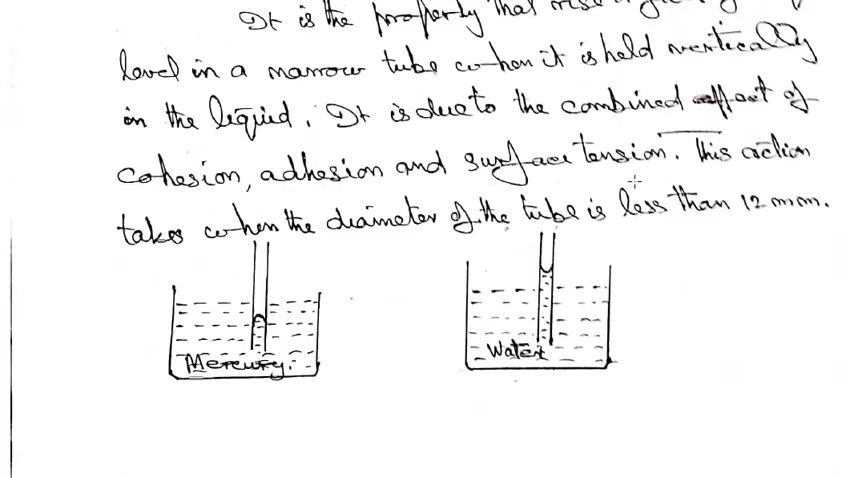 It is the property that rise
level in a narrow tube when it is held vertically
in the liquid. It is due to the combined effect of
cohesion, adhesion and surface tension. This action
takes when the diameter of the tube is less than 12mm.
Mercury.
Water